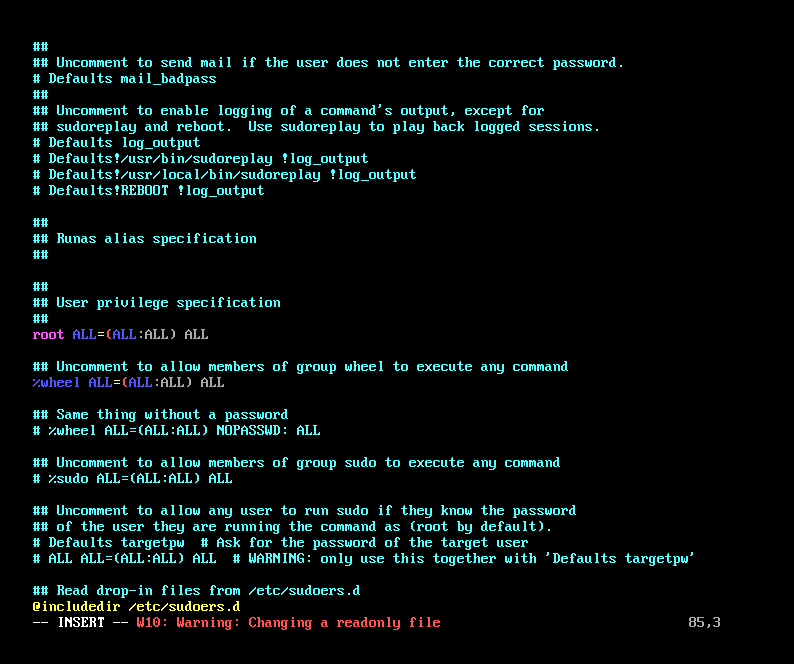 ##
## Uncomment to send mail if the user does not enter the correct password.
# Defaults mail_badpass
##
## Uncomment to enable logging of a command's output, except for
## sudoreplay and reboot.  Use sudoreplay to play back logged sessions.
# Defaults log_output
# Defaults!/usr/bin/sudoreplay !log_output
# Defaults!/usr/local/bin/sudoreplay !log_output
# Defaults!REBOOT !log_output
##
## Runas alias specification
##
##
## User privilege specification
##
root ALL=(ALL:ALL) ALL
## Uncomment to allow members of group wheel to execute any command
%wheel ALL=(ALL:ALL) ALL
## Same thing without a password
# %wheel ALL=(ALL:ALL) NOPASSWD: ALL
## Uncomment to allow members of group sudo to execute any command
# %sudo ALL=(ALL:ALL) ALL
## Uncomment to allow any user to run sudo if they know the password
## of the user they are running the command as (root by default).
# Defaults targetpw  # Ask for the password of the target user
# ALL ALL=(ALL:ALL) ALL  # WARNING: only use this together with 'Defaults targetpw'
## Read drop-in files from /etc/sudoers.d
@includedir /etc/sudoers.d
-- INSERT -- W10: Warning: Changing a readonly file 85,3